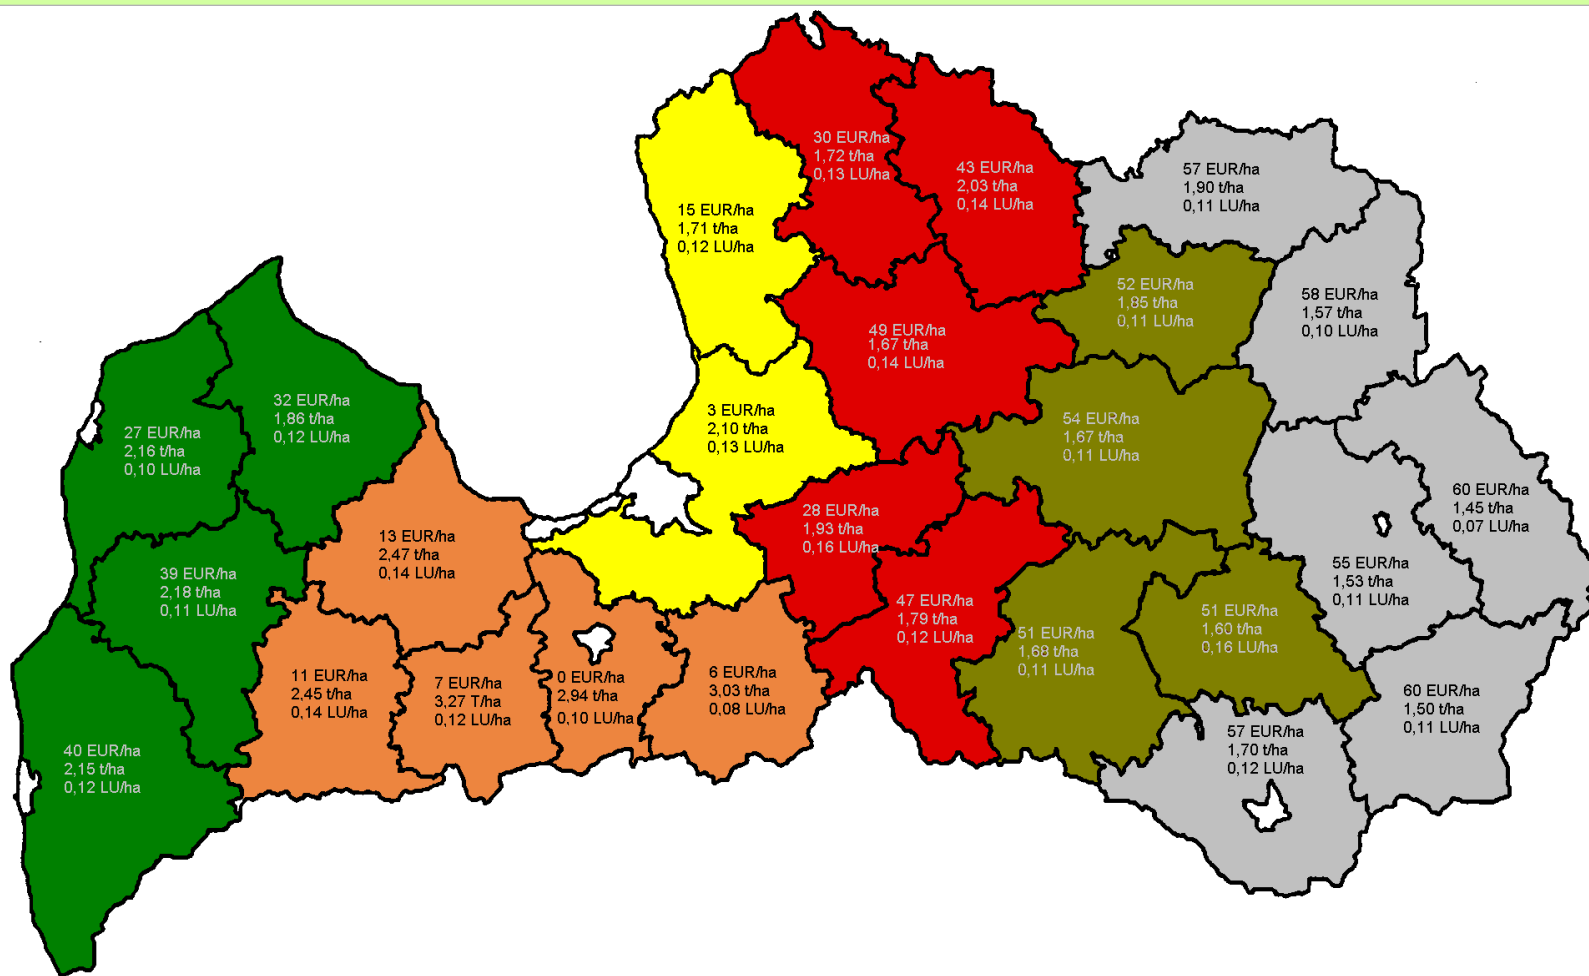 30 EUR/ha
1,72 t/ha
0,13 LU/ha
43 EUR/ha
2,03 t/ha
0,14 LU/ha
57 EUR/ha
1,90 t/ha
0,11 LU/ha
15 EUR/ha
1,71 t/ha
0,12 LU/ha
52 EUR/ha
1,85 t/ha
0,11 LU/ha
58 EUR/ha
1,57 t/ha
0,10 LU/ha
49 EUR/ha
1,67 t/ha
0,14 LU/ha
32 EUR/ha
1,86 t/ha
0,12 LU/ha
27 EUR/ha
2,16 t/ha
0,10 LU/ha
3 EUR/ha
2,10 t/ha
0,13 LU/ha
54 EUR/ha
1,67 t/ha
0,11 LU/ha
60 EUR/ha
1,45 t/ha
0,07 LU/ha
28 EUR/ha
1,93 t/ha
0,16 LU/ha
13 EUR/ha
2,47 t/ha
0,14 LU/ha
55 EUR/ha
1,53 t/ha
0,11 LU/ha
39 EUR/ha
2,18 t/ha
0,11 LU/ha
47 EUR/ha
1,79 t/ha
0,12 LU/ha
51 EUR/ha
1,60 t/ha
0,16 LU/ha
51 EUR/ha
1,68 t/ha
0,11 LU/ha
11 EUR/ha
2,45 t/ha
0,14 LU/ha
7 EUR/ha
3,27 T/ha
0,12 LU/ha
0 EUR/ha
2,94 t/ha
0,10 LU/ha
6 EUR/ha
3,03 t/ha
0,08 LU/ha
60 EUR/ha
1,50 t/ha
0,11 LU/ha
57 EUR/ha
1,70 t/ha
0,12 LU/ha
40 EUR/ha
2,15 t/ha
0,12 LU/ha